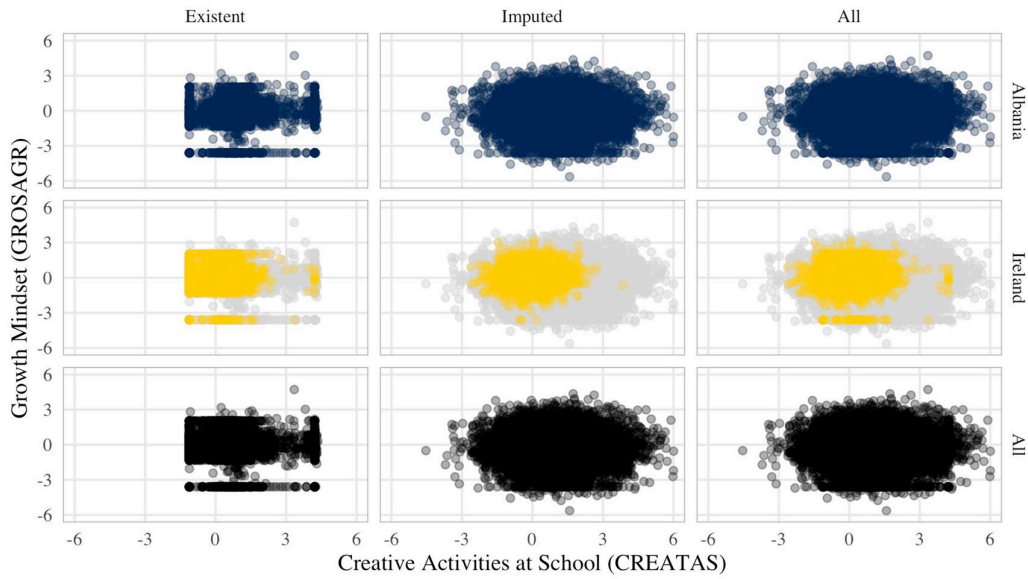 Existent Imputed All
6
3
0
-3
-6
Albania
6
3
0
-3
-6
Ireland
6
3
0
-3
-6
All
Growth Mindset (GROSAGR)
-6 -3 0 3 6 -6 -3 0 3 6 -6 -3 0 3 6
Creative Activities at School (CREATAS)